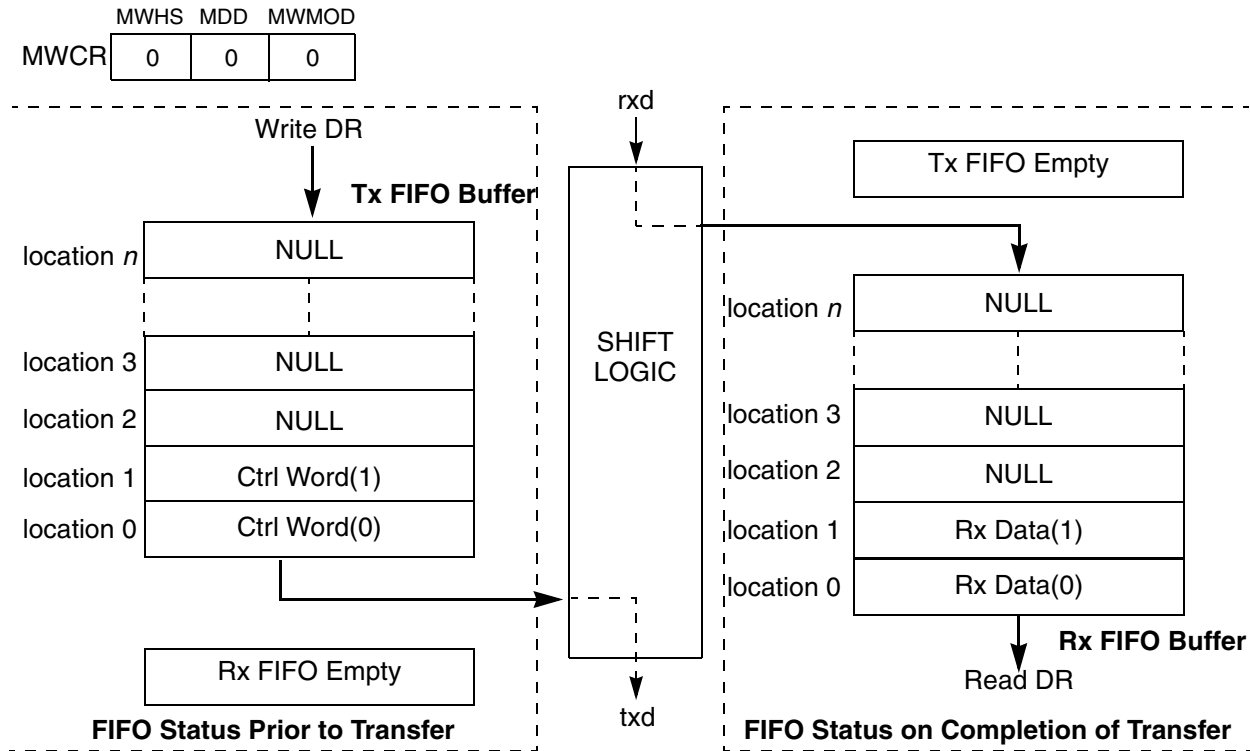 MWHS MDD MWMOD
MWCR 0 0 0
Write DR
Tx FIFO Buffer
location n NULL
location 3 NULL
location 2 NULL
location 1 Ctrl Word(1)
location 0 Ctrl Word(0)
Rx FIFO Empty
FIFO Status Prior to Transfer
rxd
SHIFT
LOGIC
txd
Tx FIFO Empty
location n NULL
location 3 NULL
location 2 NULL
location 1 Rx Data(1)
location 0 Rx Data(0)
Rx FIFO Buffer
Read DR
FIFO Status on Completion of Transfer